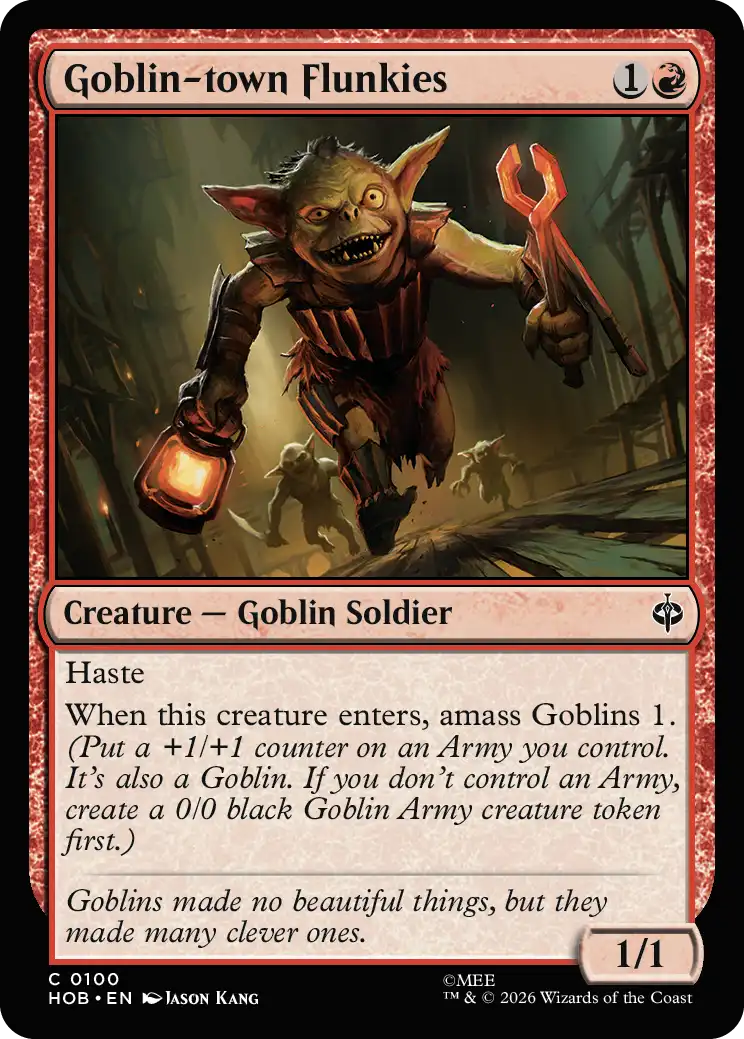 Goblin-town Flunkies 1
Creature — Goblin Soldier
Haste
When this creature enters, amass Goblins 1.
(Put a +1/+1 counter on an Army you control.
It's also a Goblin. If you don't control an Army,
create a 0/0 black Goblin Army creature token
first.)
Goblins made no beautiful things, but they
made many clever ones.
1/1
C 0100
HOB • EN Jason Kang
©MEE
™ & © 2026 Wizards of the Coast